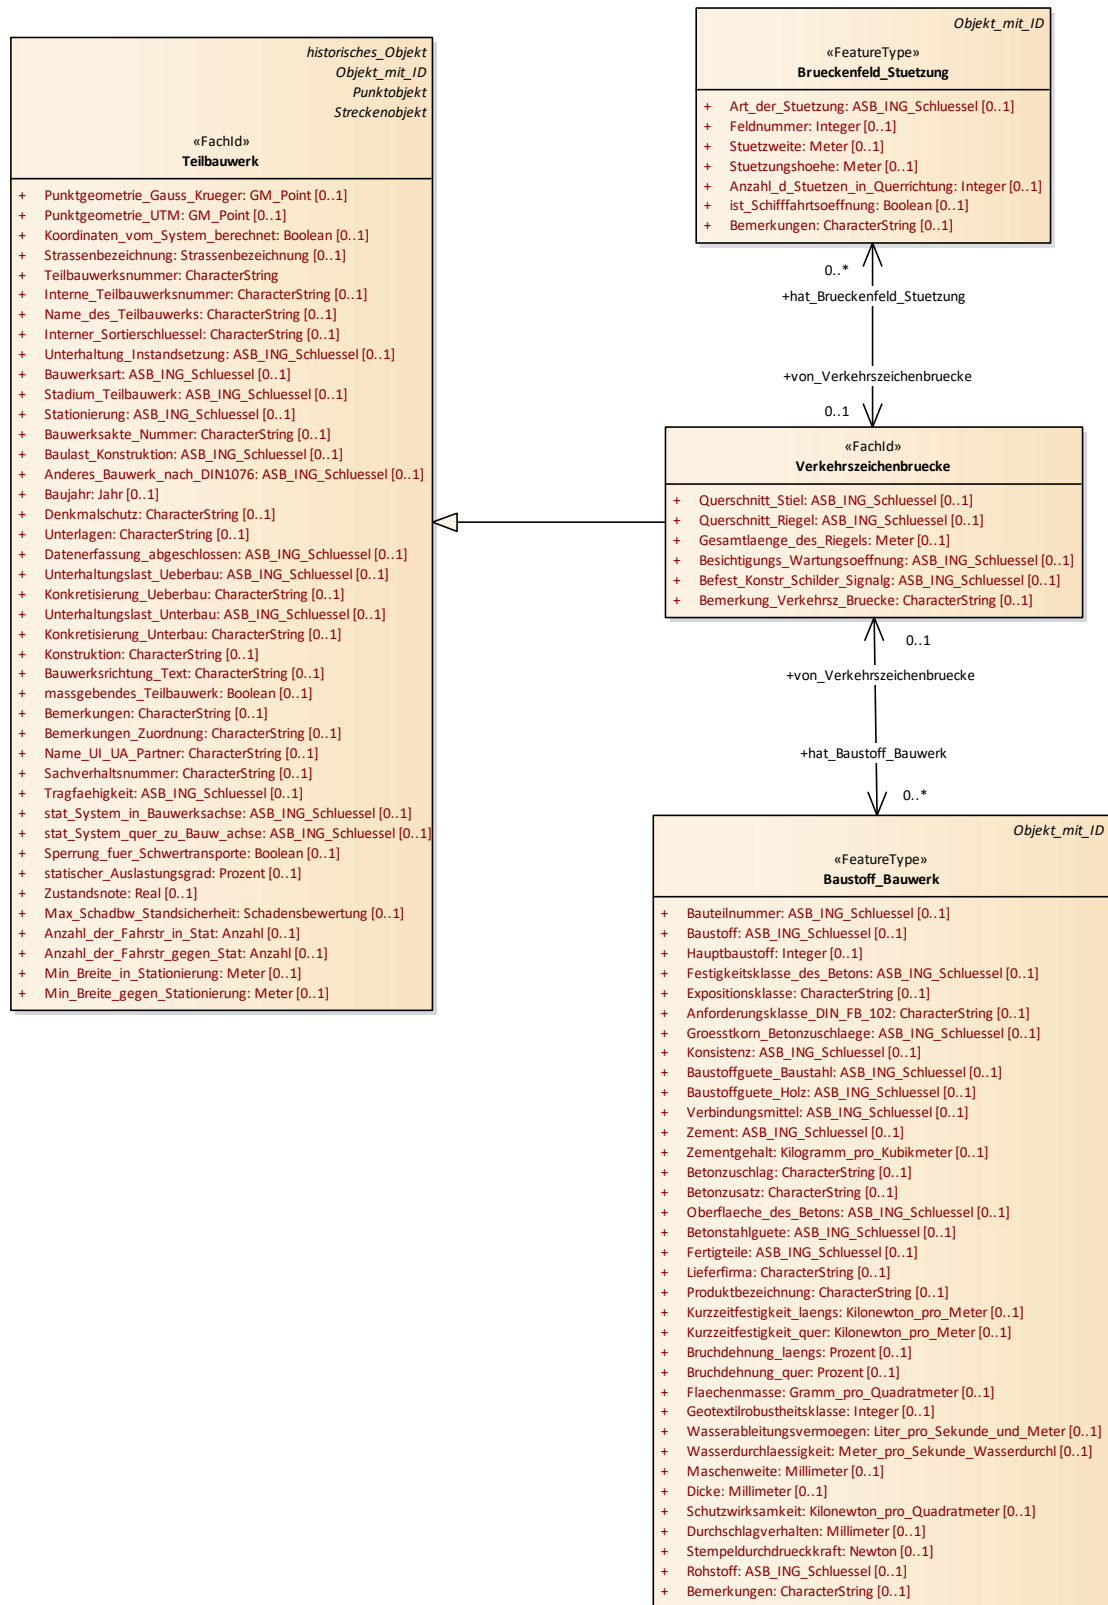 historisches_Objekt
Objekt_mit_ID
Punktobjekt
Streckenobjekt
«FachId»
Teilbauwerk
+ Punktgeometrie_Gauss_Krueger: GM_Point [0..1]
+ Punktgeometrie_UTM: GM_Point [0..1]
+ Koordinaten_vom_System_berechnet: Boolean [0..1]
+ Strassenbezeichnung: Strassenbezeichnung [0..1]
+ Teilbauwerksnummer: CharacterString
+ Interne_Teilbauwerksnummer: CharacterString [0..1]
+ Name_des_Teilbauwerks: CharacterString [0..1]
+ Interner_Sortierschluessel: CharacterString [0..1]
+ Unterhaltung_Instandsetzung: ASB_ING_Schluessel [0..1]
+ Bauwerksart: ASB_ING_Schluessel [0..1]
+ Stadium_Teilbauwerk: ASB_ING_Schluessel [0..1]
+ Stationierung: ASB_ING_Schluessel [0..1]
+ Bauwerksakte_Nummer: CharacterString [0..1]
+ Baulast_Konstruktion: ASB_ING_Schluessel [0..1]
+ Anderes_Bauwerk_nach_DIN1076: ASB_ING_Schluessel [0..1]
+ Baujahr: Jahr [0..1]
+ Denkmalschutz: CharacterString [0..1]
+ Unterlagen: CharacterString [0..1]
+ Datenerfassung_abgeschlossen: ASB_ING_Schluessel [0..1]
+ Unterhaltungslast_Ueberbau: ASB_ING_Schluessel [0..1]
+ Konkretisierung_Ueberbau: CharacterString [0..1]
+ Unterhaltungslast_Unterbau: ASB_ING_Schluessel [0..1]
+ Konkretisierung_Unterbau: CharacterString [0..1]
+ Konstruktion: CharacterString [0..1]
+ Bauwerksrichtung_Text: CharacterString [0..1]
+ massgebendes_Teilbauwerk: Boolean [0..1]
+ Bemerkungen: CharacterString [0..1]
+ Bemerkungen_Zuordnung: CharacterString [0..1]
+ Name_UI_UA_Partner: CharacterString [0..1]
+ Sachverhaltsnummer: CharacterString [0..1]
+ Tragfaehigkeit: ASB_ING_Schluessel [0..1]
+ stat_System_in_Bauwerksachse: ASB_ING_Schluessel [0..1]
+ stat_System_quer_zu_Bauw_achse: ASB_ING_Schluessel [0..1]
+ Sperrung_fuer_Schwertransporte: Boolean [0..1]
+ statischer_Auslastungsgrad: Prozent [0..1]
+ Zustandsnote: Real [0..1]
+ Max_Schadbw_Standsicherheit: Schadensbewertung [0..1]
+ Anzahl_der_Fahrstr_in_Stat: Anzahl [0..1]
+ Anzahl_der_Fahrstr_gegen_Stat: Anzahl [0..1]
+ Min_Breite_in_Stationierung: Meter [0..1]
+ Min_Breite_gegen_Stationierung: Meter [0..1]
Objekt_mit_ID
«FeatureType»
Brueckenfeld_Stuetzung
+ Art_der_Stuetzung: ASB_ING_Schluessel [0..1]
+ Feldnummer: Integer [0..1]
+ Stuetzweite: Meter [0..1]
+ Stuetzungshoehe: Meter [0..1]
+ Anzahl_d_Stuetzen_in_Querrichtung: Integer [0..1]
+ ist_Schifffahrtsoeffnung: Boolean [0..1]
+ Bemerkungen: CharacterString [0..1]
0..*
+hat_Brueckenfeld_Stuetzung
+von_Verkehrszeichenbruecke
0..1
«FachId»
Verkehrszeichenbruecke
+ Querschnitt_Stiel: ASB_ING_Schluessel [0..1]
+ Querschnitt_Riegel: ASB_ING_Schluessel [0..1]
+ Gesamtlaenge_des_Riegels: Meter [0..1]
+ Besichtigungs_Wartungsoeffnung: ASB_ING_Schluessel [0..1]
+ Befest_Konstr_Schilder_Signalg: ASB_ING_Schluessel [0..1]
+ Bemerkung_Verkehrsz_Bruecke: CharacterString [0..1]
0..1
+von_Verkehrszeichenbruecke
+hat_Baustoff_Bauwerk
0..*
Objekt_mit_ID
«FeatureType»
Baustoff_Bauwerk
+ Bauteilnummer: ASB_ING_Schluessel [0..1]
+ Baustoff: ASB_ING_Schluessel [0..1]
+ Hauptbaustoff: Integer [0..1]
+ Festigkeitsklasse_des_Betons: ASB_ING_Schluessel [0..1]
+ Expositionsklasse: CharacterString [0..1]
+ Anforderungsklasse_DIN_FB_102: CharacterString [0..1]
+ Groesstkorn_Betonzuschlaege: ASB_ING_Schluessel [0..1]
+ Konsistenz: ASB_ING_Schluessel [0..1]
+ Baustoffguete_Baustahl: ASB_ING_Schluessel [0..1]
+ Baustoffguete_Holz: ASB_ING_Schluessel [0..1]
+ Verbindungsmittel: ASB_ING_Schluessel [0..1]
+ Zement: ASB_ING_Schluessel [0..1]
+ Zementgehalt: Kilogramm_pro_Kubikmeter [0..1]
+ Betonzuschlag: CharacterString [0..1]
+ Betonzusatz: CharacterString [0..1]
+ Oberflaeche_des_Betons: ASB_ING_Schluessel [0..1]
+ Betonstahlguete: ASB_ING_Schluessel [0..1]
+ Fertigteile: ASB_ING_Schluessel [0..1]
+ Lieferfirma: CharacterString [0..1]
+ Produktbezeichnung: CharacterString [0..1]
+ Kurzzeitfestigkeit_laengs: Kilonewton_pro_Meter [0..1]
+ Kurzzeitfestigkeit_quer: Kilonewton_pro_Meter [0..1]
+ Bruchdehnung_laengs: Prozent [0..1]
+ Bruchdehnung_quer: Prozent [0..1]
+ Flaechenmasse: Gramm_pro_Quadratmeter [0..1]
+ Geotextilrobustheitsklasse: Integer [0..1]
+ Wasserableitungsvermoegen: Liter_pro_Sekunde_und_Meter [0..1]
+ Wasserdurchlaessigkeit: Meter_pro_Sekunde_Wasserdurchl [0..1]
+ Maschenweite: Millimeter [0..1]
+ Dicke: Millimeter [0..1]
+ Schutzwirksamkeit: Kilonewton_pro_Quadratmeter [0..1]
+ Durchschlagverhalten: Millimeter [0..1]
+ Stempeldurchdrueckkraft: Newton [0..1]
+ Rohstoff: ASB_ING_Schluessel [0..1]
+ Bemerkungen: CharacterString [0..1]